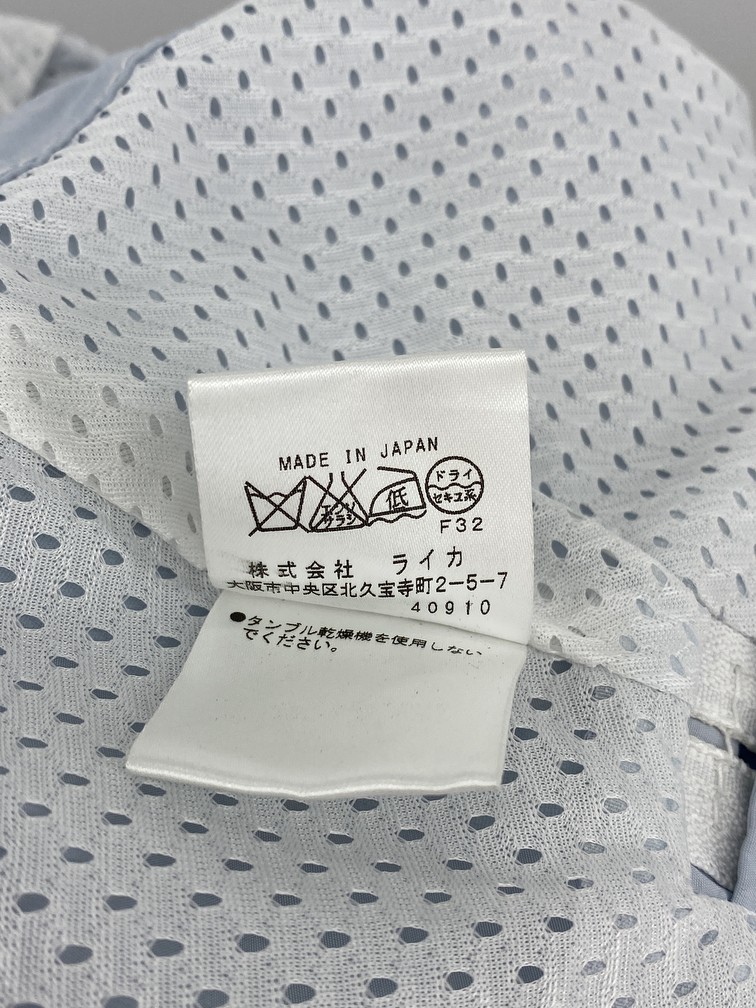 MADE IN JAPAN
エンソ
サラシ
低
ドライ
セキユ系
F32
株式会社 ライカ
大阪市中央区北久宝寺町2-5-7
40910
●タンブル乾燥機を使用しない
でください。